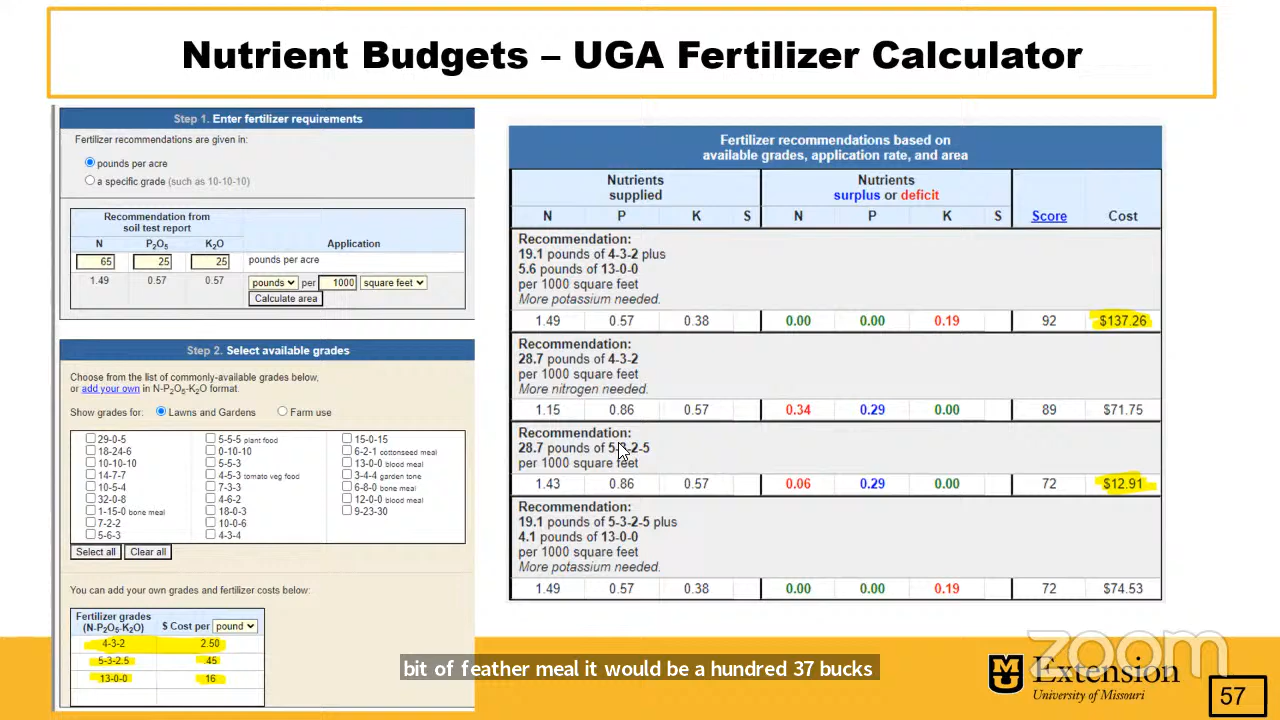 Nutrient Budgets – UGA Fertilizer Calculator
Step 1. Enter fertilizer requirements
Fertilizer recommendations are given in:
pounds per acre
a specific grade (such as 10-10-10)
Recommendation from
soil test report
N P₂O₅ K₂O Application
65 25 25 pounds per acre
1.49 0.57 0.57 pounds per 1000 square feet
Calculate area
Step 2. Select available grades
Choose from the list of commonly-available grades below,
or add your own in N-P₂O₅-K₂O format.
Show grades for: Lawns and Gardens Farm use
29-0-5 5-5-5 plant food 15-0-15
18-24-6 0-10-10 6-2-1 cottonseed meal
10-10-10 5-5-3 13-0-0 blood meal
14-7-7 4-5-3 tomato veg food 3-4-4 garden tone
10-5-4 7-3-3 6-8-0 bone meal
32-0-8 4-6-2 12-0-0 blood meal
1-15-0 bone meal 18-0-3 9-23-30
7-2-2 10-0-6
5-6-3 4-3-4
Select all Clear all
You can add your own grades and fertilizer costs below:
Fertilizer grades
(N-P₂O₅-K₂O) $ Cost per pound
4-3-2 2.50
5-3-2.5 .45
13-0-0 16
Fertilizer recommendations based on
available grades, application rate, and area
Nutrients
supplied
Nutrients
surplus or deficit
N P K S N P K S Score Cost
Recommendation:
19.1 pounds of 4-3-2 plus
5.6 pounds of 13-0-0
per 1000 square feet
More potassium needed.
1.49 0.57 0.38 0.00 0.00 0.19 92 $137.26
Recommendation:
28.7 pounds of 4-3-2
per 1000 square feet
More nitrogen needed.
1.15 0.86 0.57 0.34 0.29 0.00 89 $71.75
Recommendation:
28.7 pounds of 5-3-2-5
per 1000 square feet
1.43 0.86 0.57 0.06 0.29 0.00 72 $12.91
Recommendation:
19.1 pounds of 5-3-2-5 plus
4.1 pounds of 13-0-0
per 1000 square feet
More potassium needed.
1.49 0.57 0.38 0.00 0.00 0.19 72 $74.53
bit of feather meal it would be a hundred 37 bucks
zoom
MU Extension
University of Missouri
57